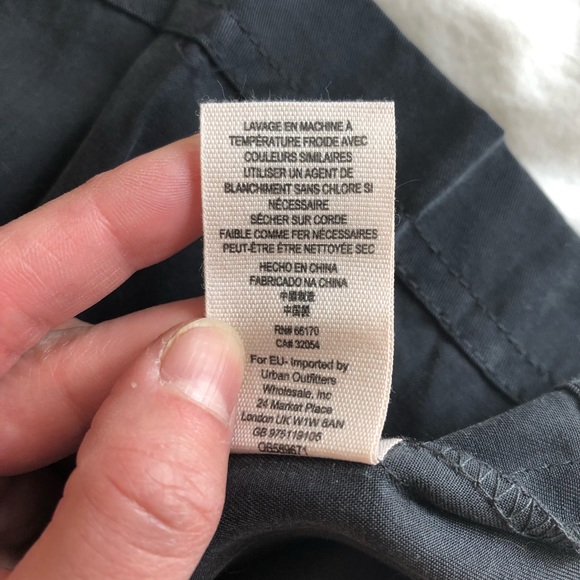 LAVAGE EN MACHINE À
TEMPÉRATURE FROIDE AVEC
COULEURS SIMILAIRES
UTILISER UN AGENT DE
BLANCHIMENT SANS CHLORE SI
NÉCESSAIRE
SÉCHER SUR CORDE
FAIBLE COMME FER NÉCESSAIRES
PEUT-ÊTRE ÊTRE NETTOYÉE SEC
HECHO EN CHINA
FABRICADO NA CHINA
中國製造
中国製
RN# 66170
CA# 32054
For EU- Imported by
Urban Outfitters
Wholesale, Inc
24 Market Place
London UK W1W 8AN
GB 975119105